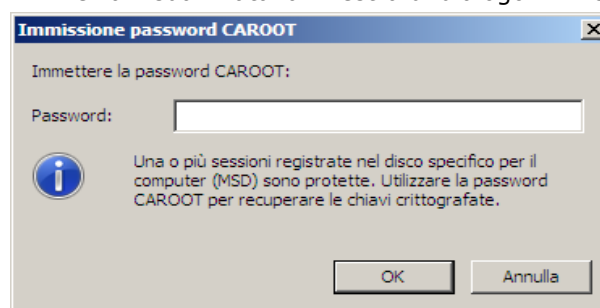 Immissione password CAROOT
Immettere la password CAROOT:
Password:
Una o più sessioni registrate nel disco specifico per il
computer (MSD) sono protette. Utilizzare la password
CAROOT per recuperare le chiavi crittografate.
OK
Annulla